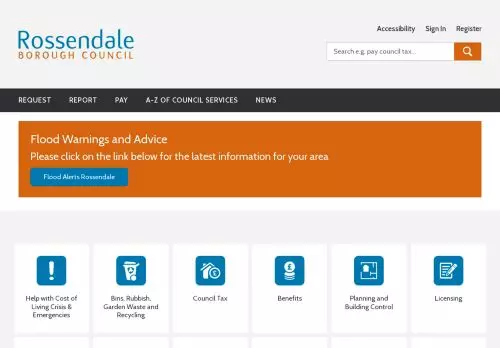 Accessibility Sign In Register
Rossendale
BOROUGH COUNCIL
Search e.g. pay council tax...
REQUEST REPORT PAY A-Z OF COUNCIL SERVICES NEWS
Flood Warnings and Advice
Please click on the link below for the latest information for your area
Flood Alerts Rossendale
Help with Cost of
Living Crisis &
Emergencies
Bins, Rubbish,
Garden Waste and
Recycling
Council Tax
Benefits
Planning and
Building Control
Licensing